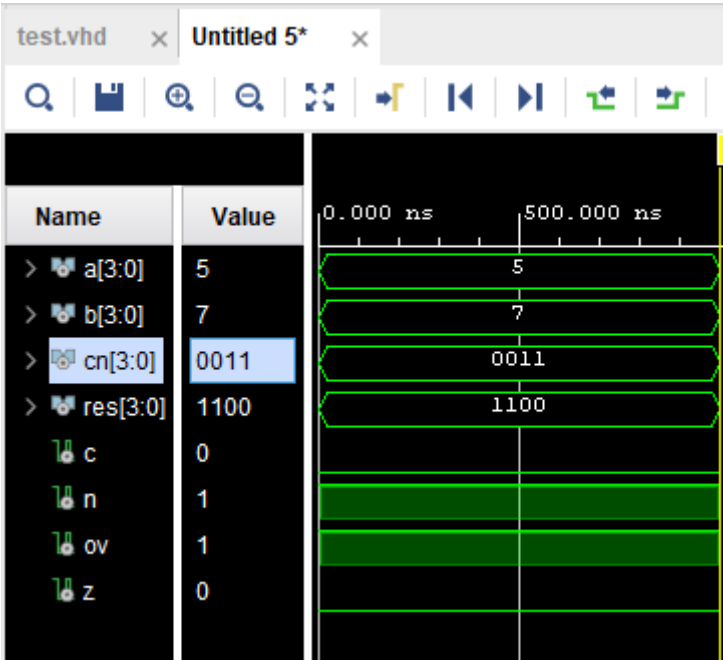 test.vhd × Untitled 5* ×
Name Value 0.000 ns 500.000 ns
a[3:0] 5 5
b[3:0] 7 7
cn[3:0] 0011 0011
res[3:0] 1100 1100
c 0
n 1
ov 1
z 0